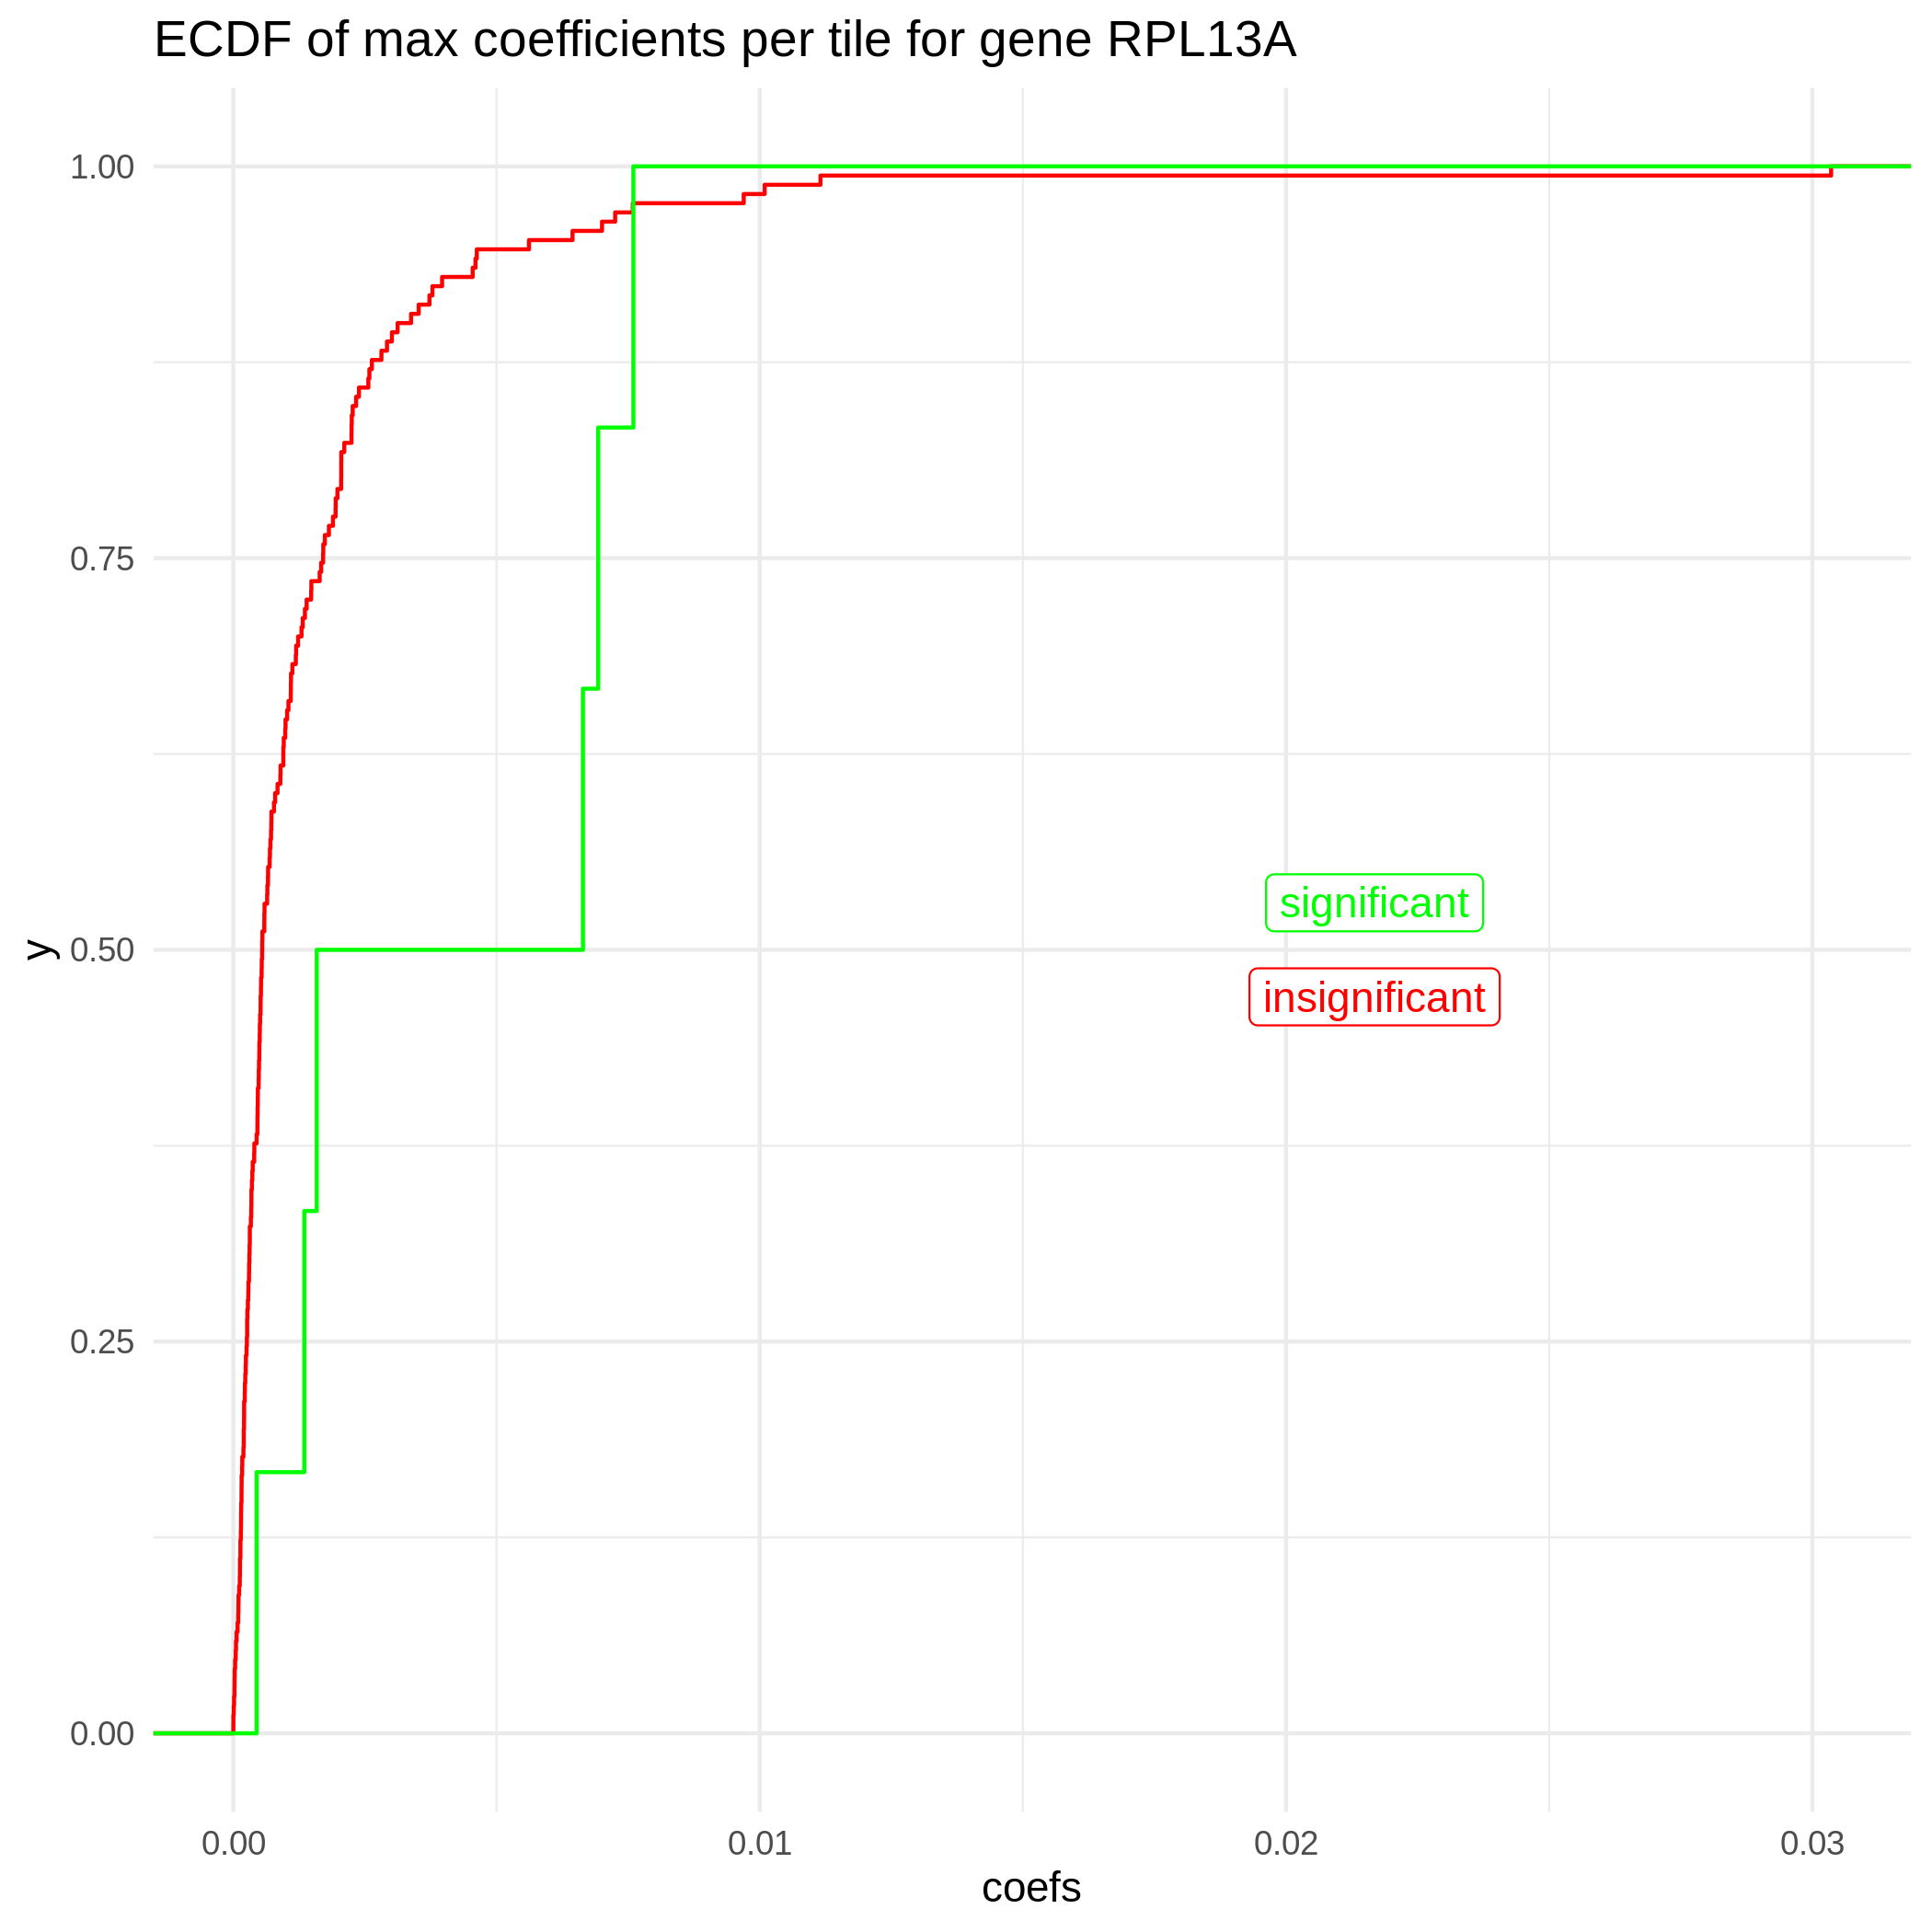 ECDF of max coefficients per tile for gene RPL13A
1.00
0.75
0.50
0.25
0.00
y
significant
insignificant
0.00 0.01 0.02 0.03
coefs